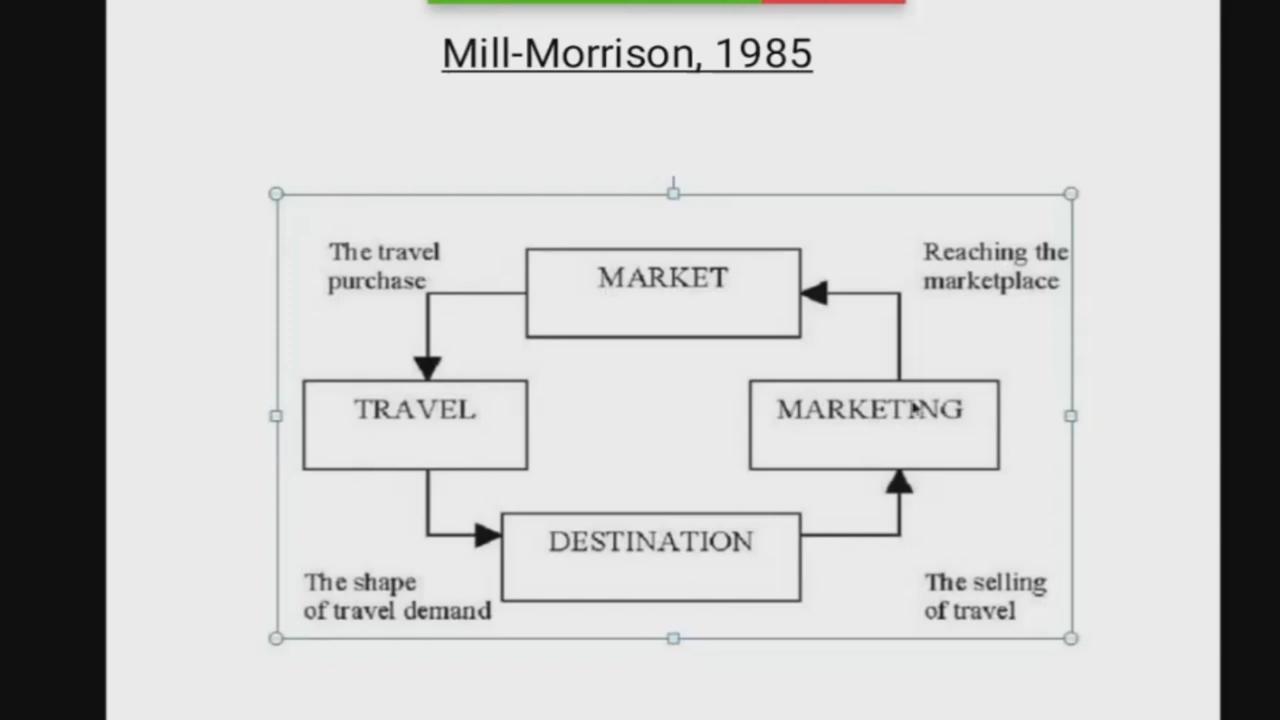 Mill-Morrison, 1985
The travel
purchase
MARKET
Reaching the
marketplace
TRAVEL
MARKETING
DESTINATION
The shape
of travel demand
The selling
of travel